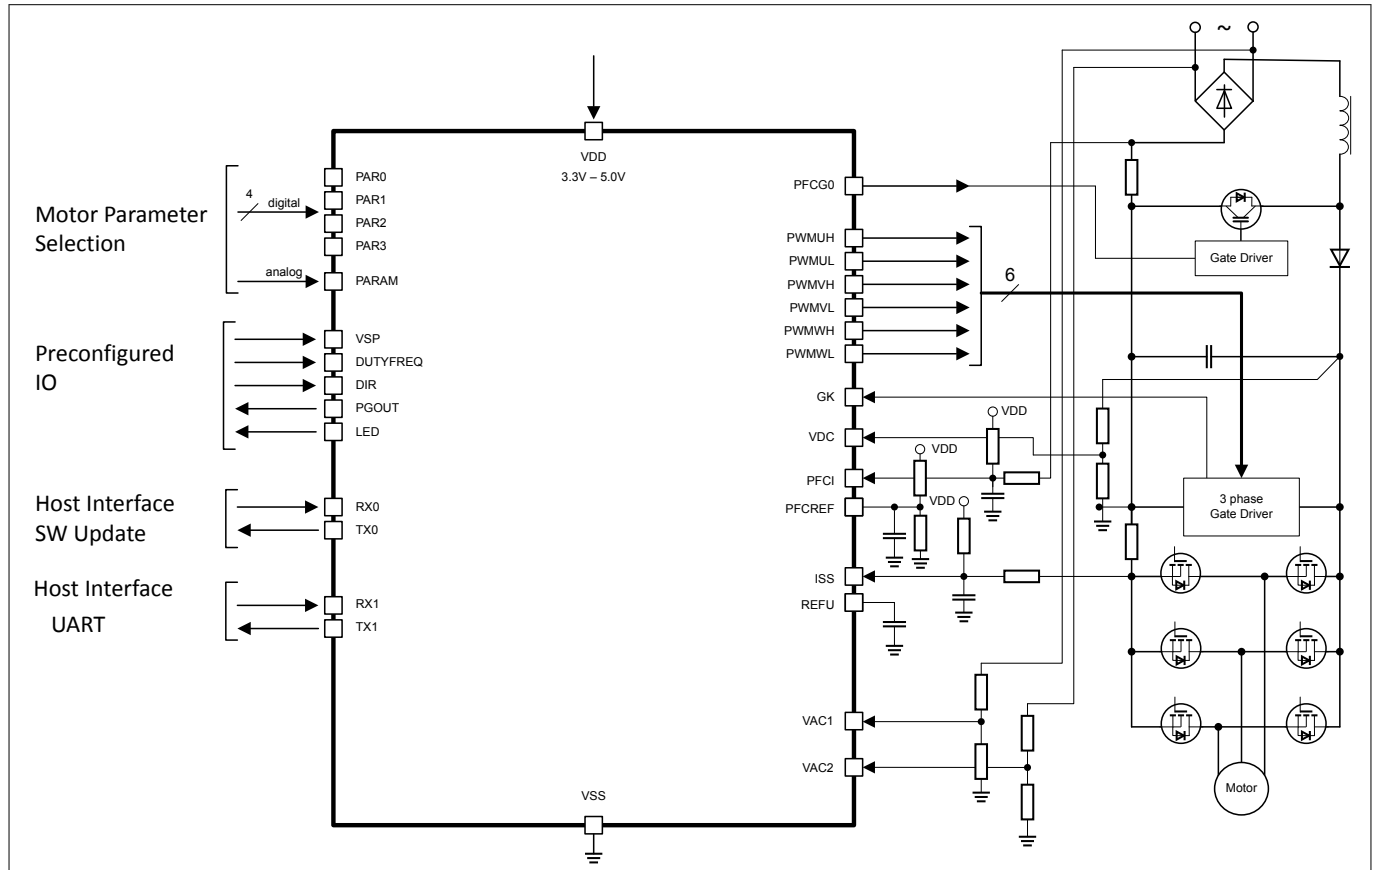 ~
VDD
3.3V – 5.0V
Motor Parameter
Selection
4
digital
analog
PAR0
PAR1
PAR2
PAR3
PARAM
Preconfigured
IO
VSP
DUTYFREQ
DIR
PGOUT
LED
Host Interface
SW Update
RX0
TX0
Host Interface
UART
RX1
TX1
VSS
PFCG0
PWMUH
PWMUL
PWMVH
PWMVL
PWMWH
PWMWL
6
GK
VDC
PFCI
PFCREF
ISS
REFU
VAC1
VAC2
VDD
VDD
VDD
Gate Driver
3 phase
Gate Driver
Motor